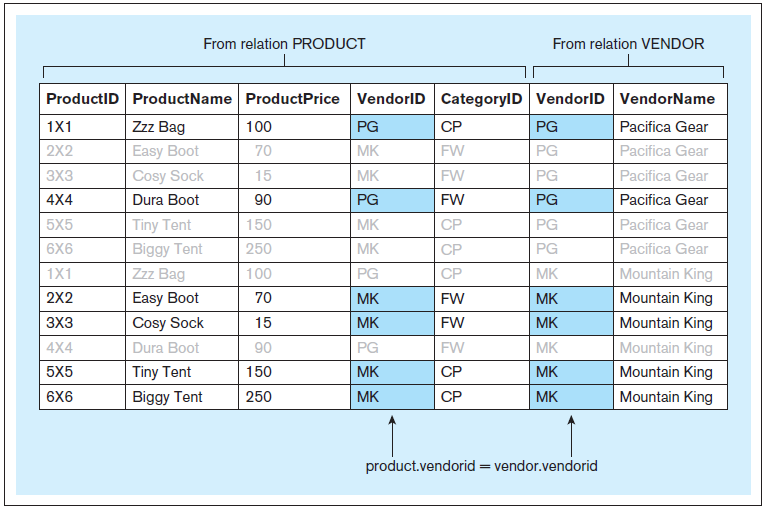 From relation PRODUCT From relation VENDOR
ProductID ProductName ProductPrice VendorID CategoryID VendorID VendorName
1X1 Zzz Bag 100 PG CP PG Pacifica Gear
2X2 Easy Boot 70 MK FW PG Pacifica Gear
3X3 Cosy Sock 15 MK FW PG Pacifica Gear
4X4 Dura Boot 90 PG FW PG Pacifica Gear
5X5 Tiny Tent 150 MK CP PG Pacifica Gear
6X6 Biggy Tent 250 MK CP PG Pacifica Gear
1X1 Zzz Bag 100 PG CP MK Mountain King
2X2 Easy Boot 70 MK FW MK Mountain King
3X3 Cosy Sock 15 MK FW MK Mountain King
4X4 Dura Boot 90 PG FW MK Mountain King
5X5 Tiny Tent 150 MK CP MK Mountain King
6X6 Biggy Tent 250 MK CP MK Mountain King
product.vendorid = vendor.vendorid